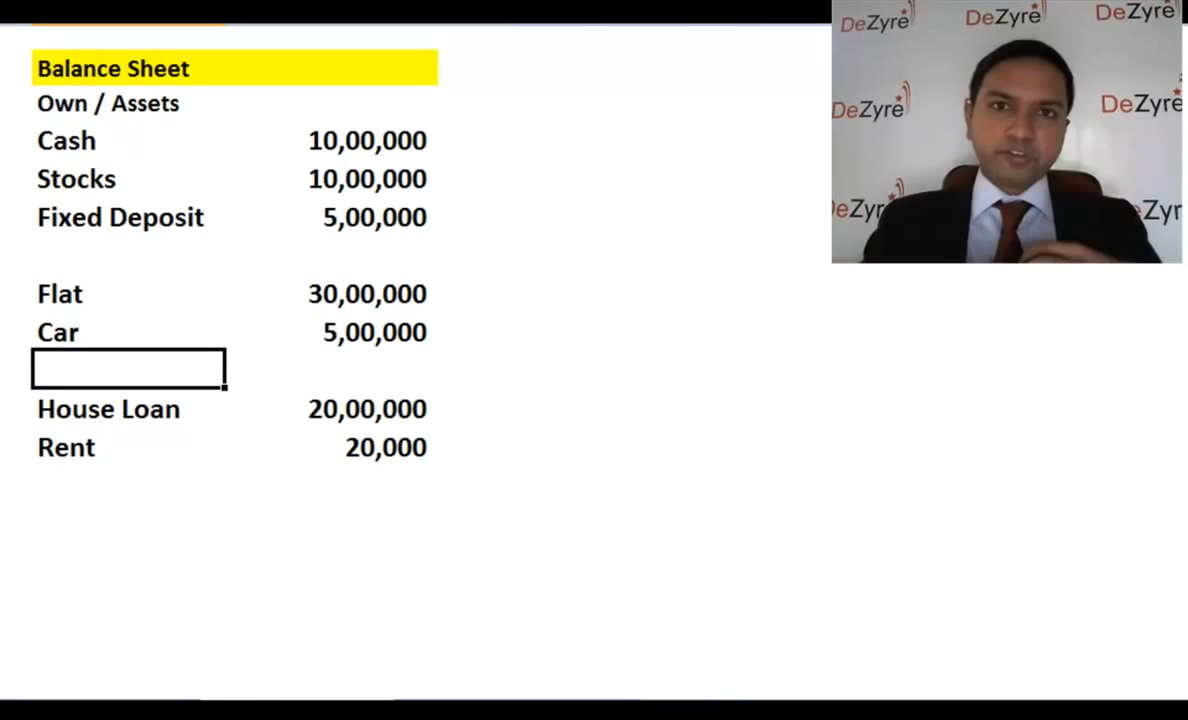 Balance Sheet
Own / Assets
Cash 10,00,000
Stocks 10,00,000
Fixed Deposit 5,00,000
Flat 30,00,000
Car 5,00,000
House Loan 20,00,000
Rent 20,000
DeZyre DeZyre DeZyre
DeZyre DeZyre
eZyr eZyr